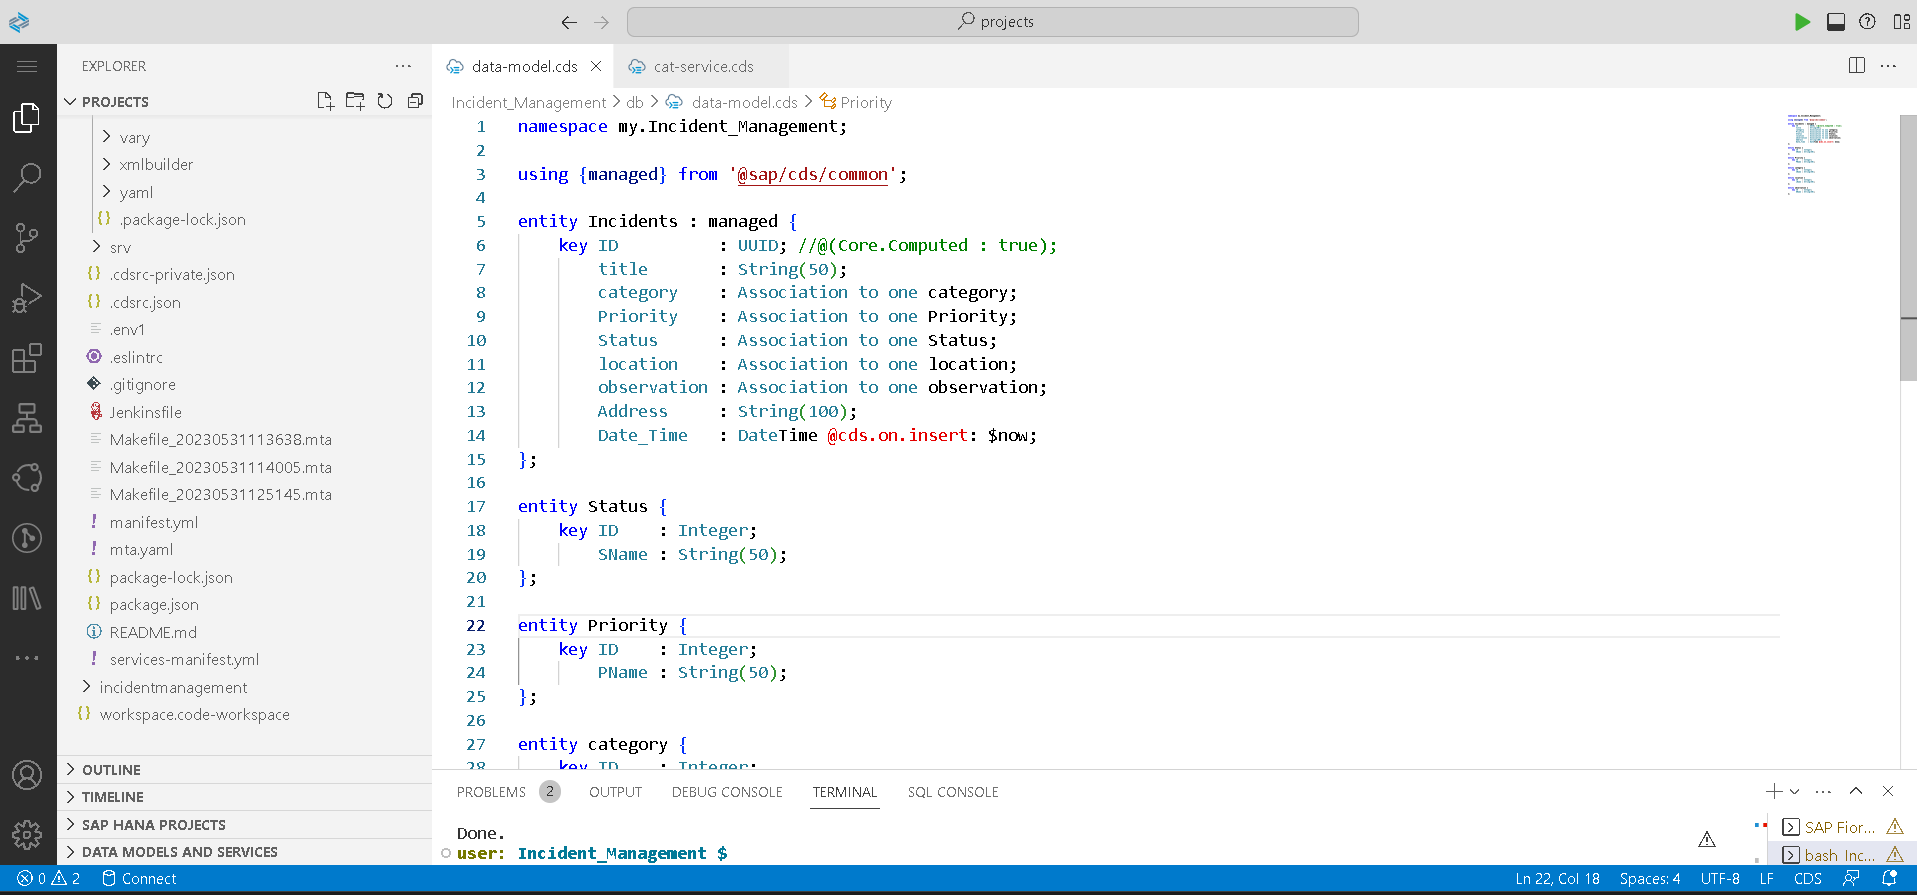 projects
EXPLORER
PROJECTS
vary
xmlbuilder
yaml
{} .package-lock.json
srv
{} .cdsrc-private.json
{} .cdsrc.json
.env1
.eslintrc
.gitignore
Jenkinsfile
Makefile_20230531113638.mta
Makefile_20230531114005.mta
Makefile_20230531125145.mta
! manifest.yml
! mta.yaml
{} package-lock.json
{} package.json
README.md
! services-manifest.yml
incidentmanagement
{} workspace.code-workspace
OUTLINE
TIMELINE
SAP HANA PROJECTS
DATA MODELS AND SERVICES
data-model.cds
cat-service.cds
Incident_Management > db > data-model.cds > Priority
1 namespace my.Incident_Management;
2
3 using {managed} from '@sap/cds/common';
4
5 entity Incidents : managed {
6 key ID : UUID; //@(Core.Computed : true);
7 title : String(50);
8 category : Association to one category;
9 Priority : Association to one Priority;
10 Status : Association to one Status;
11 location : Association to one location;
12 observation : Association to one observation;
13 Address : String(100);
14 Date_Time : DateTime @cds.on.insert: $now;
15 };
16
17 entity Status {
18 key ID : Integer;
19 SName : String(50);
20 };
21
22 entity Priority {
23 key ID : Integer;
24 PName : String(50);
25 };
26
27 entity category {
28 key ID : Integer;
PROBLEMS 2 OUTPUT DEBUG CONSOLE TERMINAL SQL CONSOLE
Done.
user: Incident_Management $
SAP Fior...
bash Inc...
0 2 Connect
Ln 22, Col 18 Spaces: 4 UTF-8 LF CDS